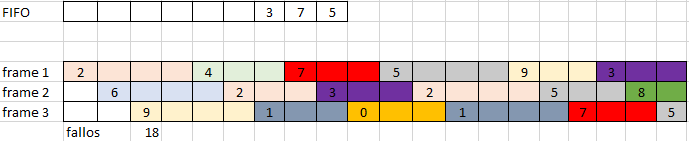 FIFO 3 7 5
frame 1 2 4 7 5 9 3
frame 2 6 2 3 2 5 8
frame 3 9 1 0 1 7 5
fallos 18